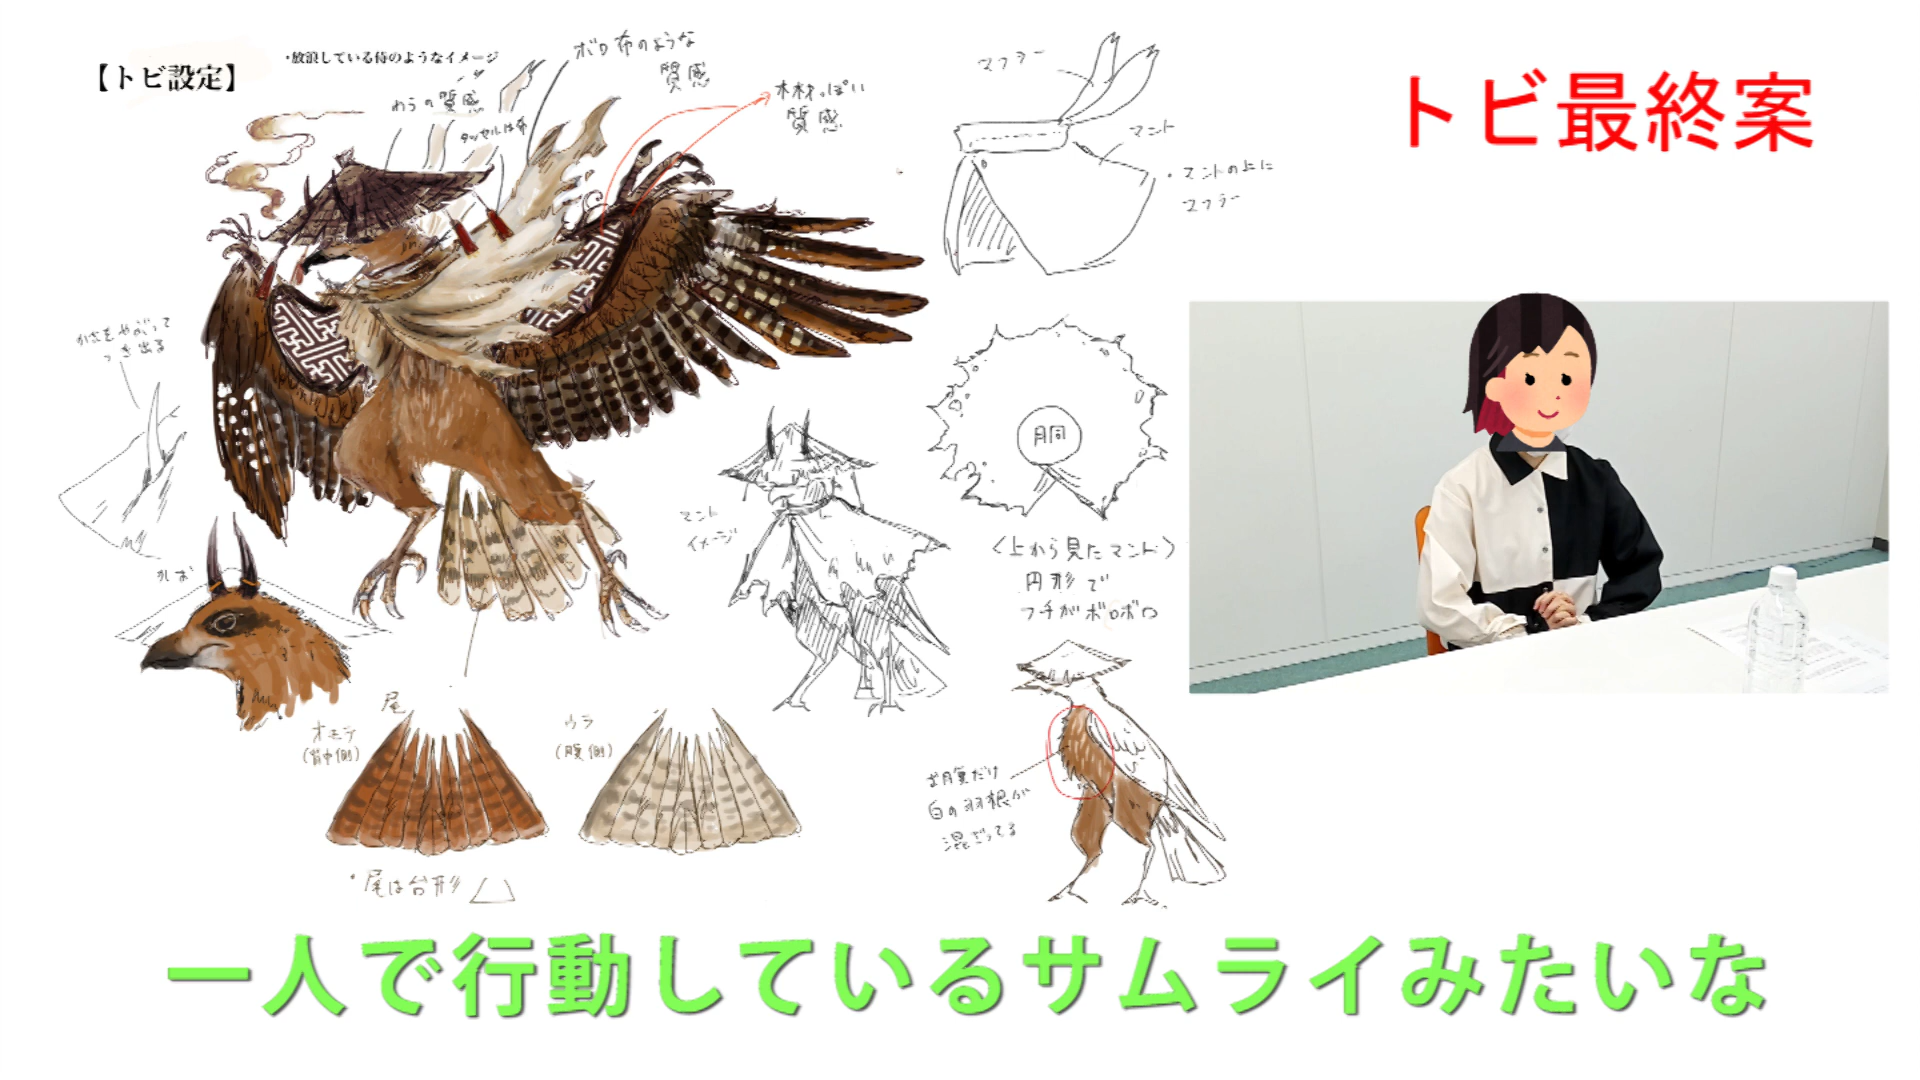 【トビ設定】
・放浪している侍のようなイメージ
ボロ布のような
質感
わらの質感
タッセルは布
木材っぽい
質感
マフラー
マント
・マントの上に
マフラー
トビ最終案
かさをやぶって
つき出る
胴
マント
イメージ
〈上から見たマント〉
円形で
フチがボロボロ
かお
尾
オモテ
(背中側)
ウラ
(腹側)
・尾は台形
胸だけ
白の羽根が
混ざってる
一人で行動しているサムライみたいな